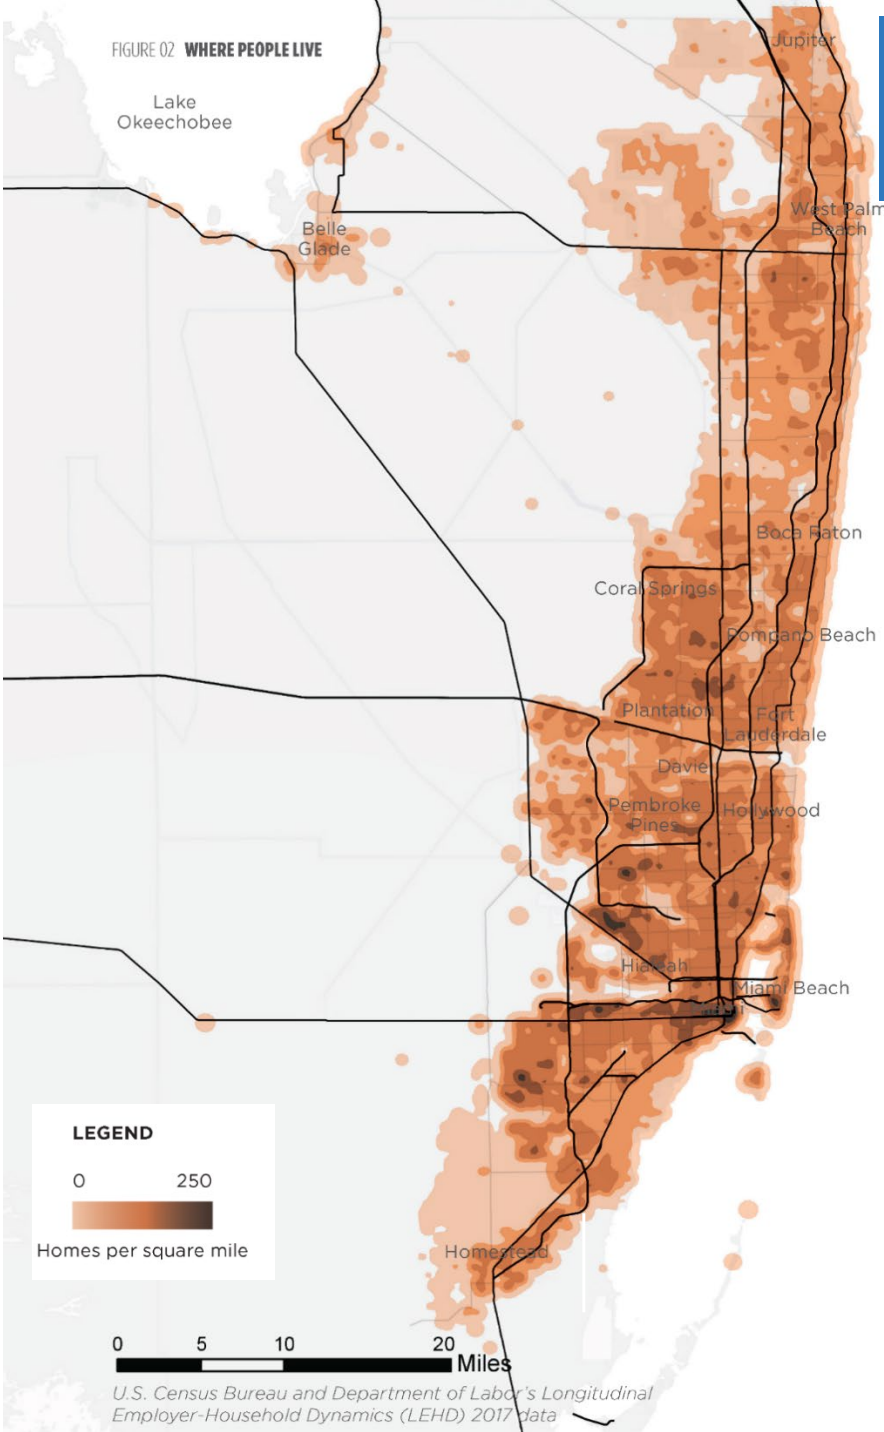 FIGURE 02 WHERE PEOPLE LIVE
Jupiter
Lake
Okeechobee
West Palm
Beach
Belle
Glade
Boca Raton
Coral Springs
Pompano Beach
Plantation
Fort
Lauderdale
Davie
Pembroke
Pines
Hollywood
Hialeah
Miami Beach
Miami
LEGEND
0 250
Homes per square mile
Homestead
0 5 10 20
Miles
U.S. Census Bureau and Department of Labor's Longitudinal
Employer-Household Dynamics (LEHD) 2017 data